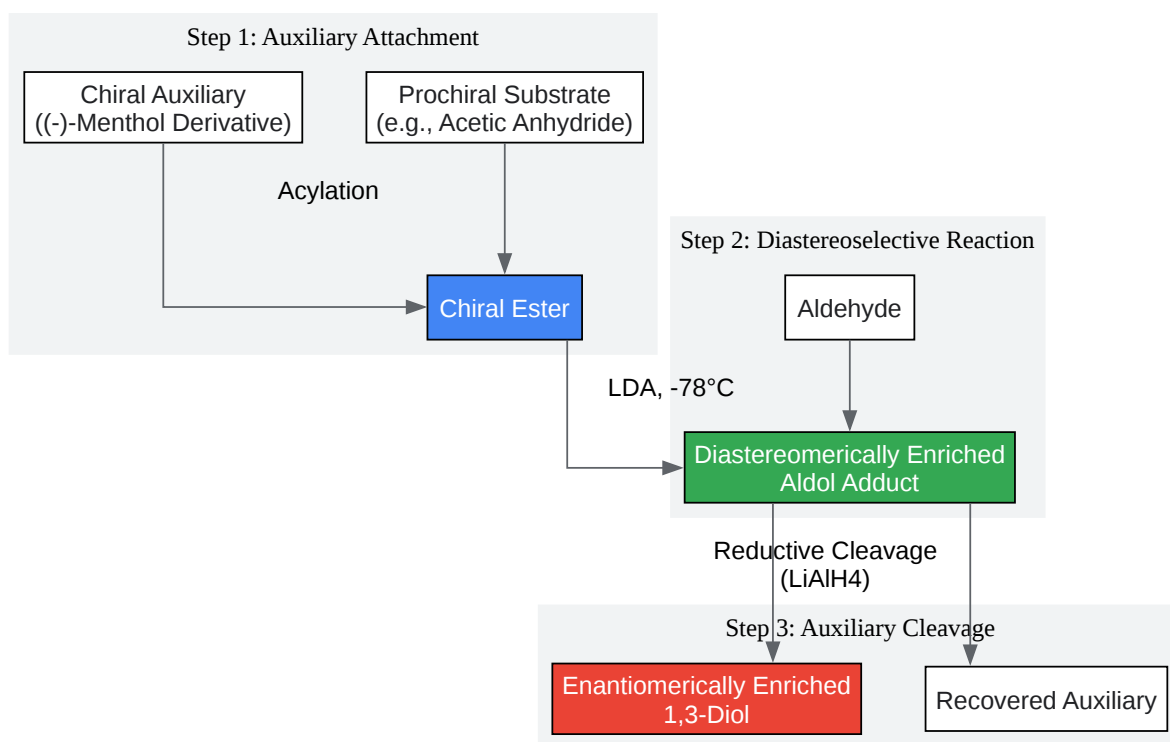 Step 1: Auxiliary Attachment
Chiral Auxiliary
((-)-Menthol Derivative)
Prochiral Substrate
(e.g., Acetic Anhydride)
Acylation
Step 2: Diastereoselective Reaction
Chiral Ester
Aldehyde
LDA, -78°C
Diastereomerically Enriched
Aldol Adduct
Reductive Cleavage
(LiAlH4)
Step 3: Auxiliary Cleavage
Enantiomerically Enriched
1,3-Diol
Recovered Auxiliary